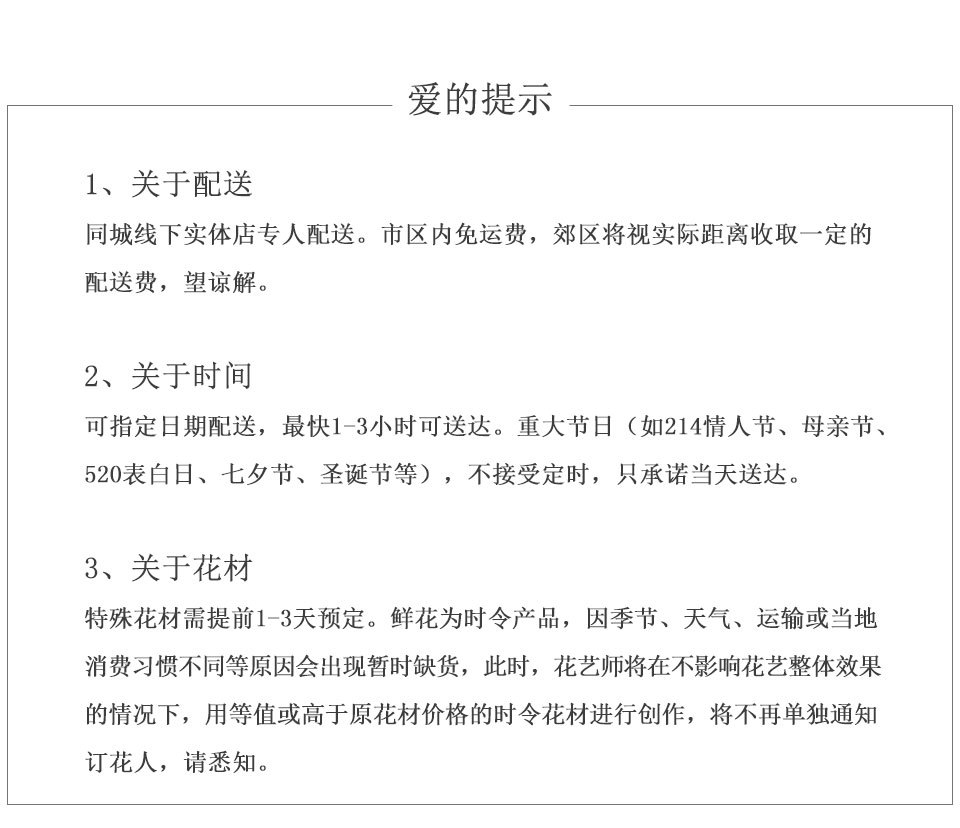 爱的提示
1、关于配送
同城线下实体店专人配送。市区内免运费，郊区将视实际距离收取一定的
配送费，望谅解。
2、关于时间
可指定日期配送，最快1-3小时可送达。重大节日（如214情人节、母亲节、
520表白日、七夕节、圣诞节等），不接受定时，只承诺当天送达。
3、关于花材
特殊花材需提前1-3天预定。鲜花为时令产品，因季节、天气、运输或当地
消费习惯不同等原因会出现暂时缺货，此时，花艺师将在不影响花艺整体效果
的情况下，用等值或高于原花材价格的时令花材进行创作，将不再单独通知
订花人，请悉知。